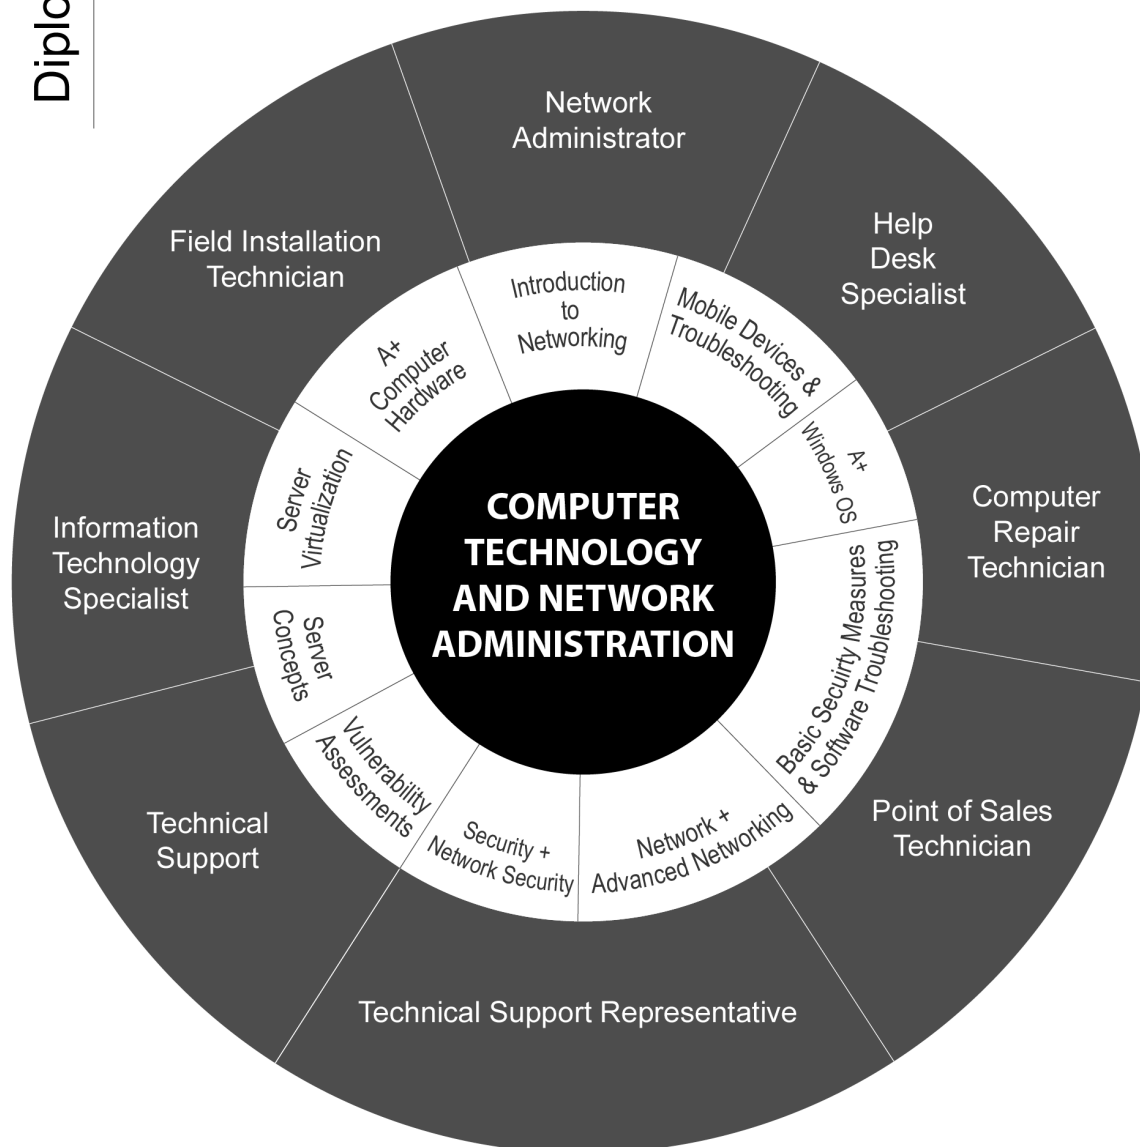 Diplo
Network
Administrator
Help
Desk
Specialist
Computer
Repair
Technician
Point of Sales
Technician
Technical Support Representative
Technical
Support
Information
Technology
Specialist
Field Installation
Technician
Introduction
to
Networking
Mobile Devices &
Troubleshooting
A+
Windows OS
Basic Secuirty Measures
& Software Troubleshooting
Network +
Advanced Networking
Security +
Network Security
Vulnerability
Assessments
Server
Concepts
Server
Virtualization
A+
Computer
Hardware
COMPUTER
TECHNOLOGY
AND NETWORK
ADMINISTRATION